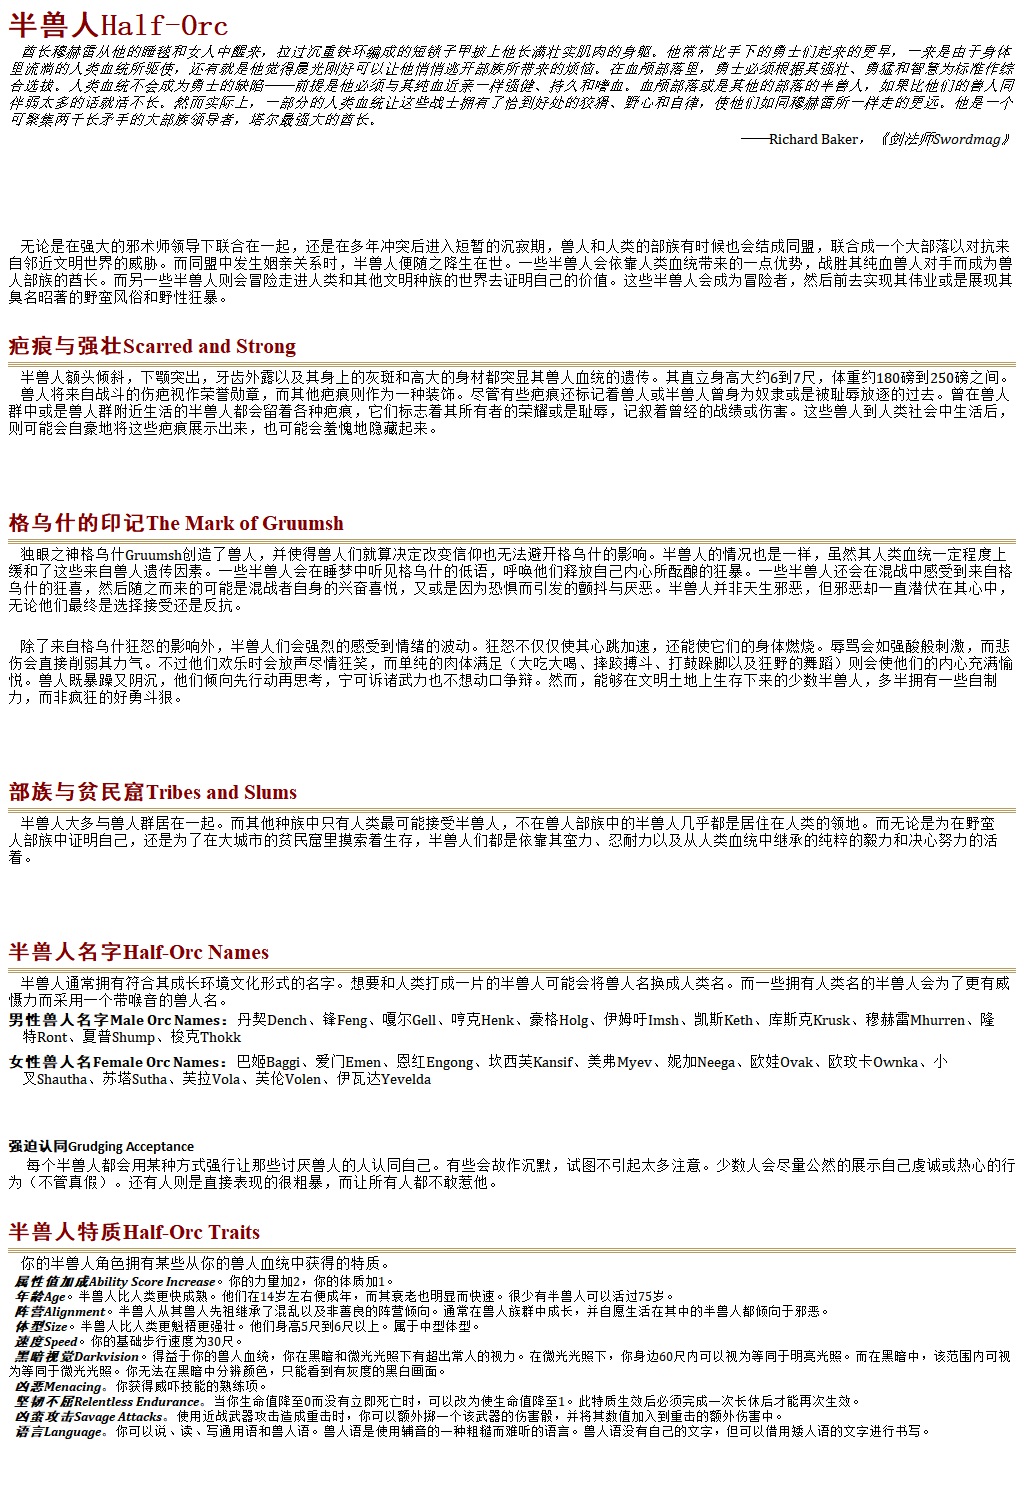 半兽人Half-Orc
酋长穆赫雷从他的睡毯和女人中醒来，拉过沉重铁环编成的短链子甲披上他长满壮实肌肉的身躯。他常常比手下的勇士们起来的更早，一来是由于身体
里流淌的人类血统所驱使，还有就是他觉得晨光刚好可以让他悄悄逃开部族所带来的烦恼。在血颅部落里，勇士必须根据其强壮、勇猛和智慧为标准作综
合选拔。人类血统不会成为勇士的缺陷——前提是他必须与其纯血近亲一样强健、持久和嗜血。血颅部落或是其他的部落的半兽人，如果比他们的兽人同
伴弱太多的话就活不长。然而实际上，一部分的人类血统让这些战士拥有了恰到好处的狡猾、野心和自律，使他们如同穆赫雷所一样走的更远。他是一个
可聚集两千长矛手的大部族领导者，塔尔最强大的酋长。
——Richard Baker，《剑法师Swordmag》
无论是在强大的邪术师领导下联合在一起，还是在多年冲突后进入短暂的沉寂期，兽人和人类的部族有时候也会结成同盟，联合成一个大部落以对抗来
自邻近文明世界的威胁。而同盟中发生姻亲关系时，半兽人便随之降生在世。一些半兽人会依靠人类血统带来的一点优势，战胜其纯血兽人对手而成为兽
人部族的酋长。而另一些半兽人则会冒险走进人类和其他文明种族的世界去证明自己的价值。这些半兽人会成为冒险者，然后前去实现其伟业或是展现其
臭名昭著的野蛮风俗和野性狂暴。
疤痕与强壮Scarred and Strong
半兽人额头倾斜，下颚突出，牙齿外露以及其身上的灰斑和高大的身材都突显其兽人血统的遗传。其直立身高大约6到7尺，体重约180磅到250磅之间。
兽人将来自战斗的伤疤视作荣誉勋章，而其他疤痕则作为一种装饰。尽管有些疤痕还标记着兽人或半兽人曾身为奴隶或是被耻辱放逐的过去。曾在兽人
群中或是兽人群附近生活的半兽人都会留着各种疤痕，它们标志着其所有者的荣耀或是耻辱，记叙着曾经的战绩或伤害。这些兽人到人类社会中生活后，
则可能会自豪地将这些疤痕展示出来，也可能会羞愧地隐藏起来。
格乌什的印记The Mark of Gruumsh
独眼之神格乌什Gruumsh创造了兽人，并使得兽人们就算决定改变信仰也无法避开格乌什的影响。半兽人的情况也是一样，虽然其人类血统一定程度上
缓和了这些来自兽人遗传因素。一些半兽人会在睡梦中听见格乌什的低语，呼唤他们释放自己内心所酝酿的狂暴。一些半兽人还会在混战中感受到来自格
乌什的狂喜，然后随之而来的可能是混战者自身的兴奋喜悦，又或是因为恐惧而引发的颤抖与厌恶。半兽人并非天生邪恶，但邪恶却一直潜伏在其心中，
无论他们最终是选择接受还是反抗。
除了来自格乌什狂怒的影响外，半兽人们会强烈的感受到情绪的波动。狂怒不仅仅使其心跳加速，还能使它们的身体燃烧。辱骂会如强酸般刺激，而悲
伤会直接削弱其力气。不过他们欢乐时会放声尽情狂笑，而单纯的肉体满足（大吃大喝、摔跤搏斗、打鼓跺脚以及狂野的舞蹈）则会使他们的内心充满愉
悦。兽人既暴躁又阴沉，他们倾向先行动再思考，宁可诉诸武力也不想动口争辩。然而，能够在文明土地上生存下来的少数半兽人，多半拥有一些自制
力，而非疯狂的好勇斗狠。
部族与贫民窟Tribes and Slums
半兽人大多与兽人群居在一起。而其他种族中只有人类最可能接受半兽人，不在兽人部族中的半兽人几乎都是居住在人类的领地。而无论是为在野蛮
人部族中证明自己，还是为了在大城市的贫民窟里摸索着生存，半兽人们都是依靠其蛮力、忍耐力以及从人类血统中继承的纯粹的毅力和决心努力的活
着。
半兽人名字Half-Orc Names
半兽人通常拥有符合其成长环境文化形式的名字。想要和人类打成一片的半兽人可能会将兽人名换成人类名。而一些拥有人类名的半兽人会为了更有威
慑力而采用一个带喉音的兽人名。
男性兽人名字Male Orc Names：丹契Dench、锋Feng、嘎尔Gell、哼克Henk、豪格Holg、伊姆吁Imsh、凯斯Keth、库斯克Krusk、穆赫雷Mhurren、隆
特Ront、夏普Shump、梭克Thokk
女性兽人名Female Orc Names：巴姬Baggi、爱门Emen、恩红Engong、坎西芙Kansif、美弗Myev、妮加Neega、欧娃Ovak、欧玟卡Ownka、小
叉Shautha、苏塔Sutha、芙拉Vola、芙伦Volen、伊瓦达Yevelda
强迫认同Grudging Acceptance
每个半兽人都会用某种方式强行让那些讨厌兽人的人认同自己。有些会故作沉默，试图不引起太多注意。少数人会尽量公然的展示自己虔诚或热心的行
为（不管真假）。还有人则是直接表现的很粗暴，而让所有人都不敢惹他。
半兽人特质Half-Orc Traits
你的半兽人角色拥有某些从你的兽人血统中获得的特质。
属性值加成Ability Score Increase。你的力量加2，你的体质加1。
年龄Age。半兽人比人类更快成熟。他们在14岁左右便成年，而其衰老也明显而快速。很少有半兽人可以活过75岁。
阵营Alignment。半兽人从其兽人先祖继承了混乱以及非善良的阵营倾向。通常在兽人族群中成长，并自愿生活在其中的半兽人都倾向于邪恶。
体型Size。半兽人比人类更魁梧更强壮。他们身高5尺到6尺以上。属于中型体型。
速度Speed。你的基础步行速度为30尺。
黑暗视觉Darkvision。得益于你的兽人血统，你在黑暗和微光光照下有超出常人的视力。在微光光照下，你身边60尺内可以视为等同于明亮光照。而在黑暗中，该范围内可视
为等同于微光光照。你无法在黑暗中分辨颜色，只能看到有灰度的黑白画面。
凶恶Menacing。你获得威吓技能的熟练项。
坚韧不屈Relentless Endurance。当你生命值降至0而没有立即死亡时，可以改为使生命值降至1。此特质生效后必须完成一次长休后才能再次生效。
凶蛮攻击Savage Attacks。使用近战武器攻击造成重击时，你可以额外掷一个该武器的伤害骰，并将其数值加入到重击的额外伤害中。
语言Language。你可以说、读、写通用语和兽人语。兽人语是使用辅音的一种粗糙而难听的语言。兽人语没有自己的文字，但可以借用矮人语的文字进行书写。